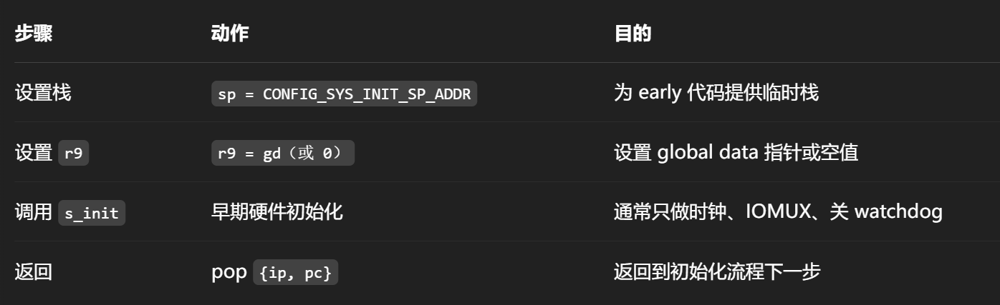 步骤 动作 目的
设置栈 sp = CONFIG_SYS_INIT_SP_ADDR 为 early 代码提供临时栈
设置 r9 r9 = gd（或 0） 设置 global data 指针或空值
调用 s_init 早期硬件初始化 通常只做时钟、IOMUX、关 watchdog
返回 pop {ip, pc} 返回到初始化流程下一步